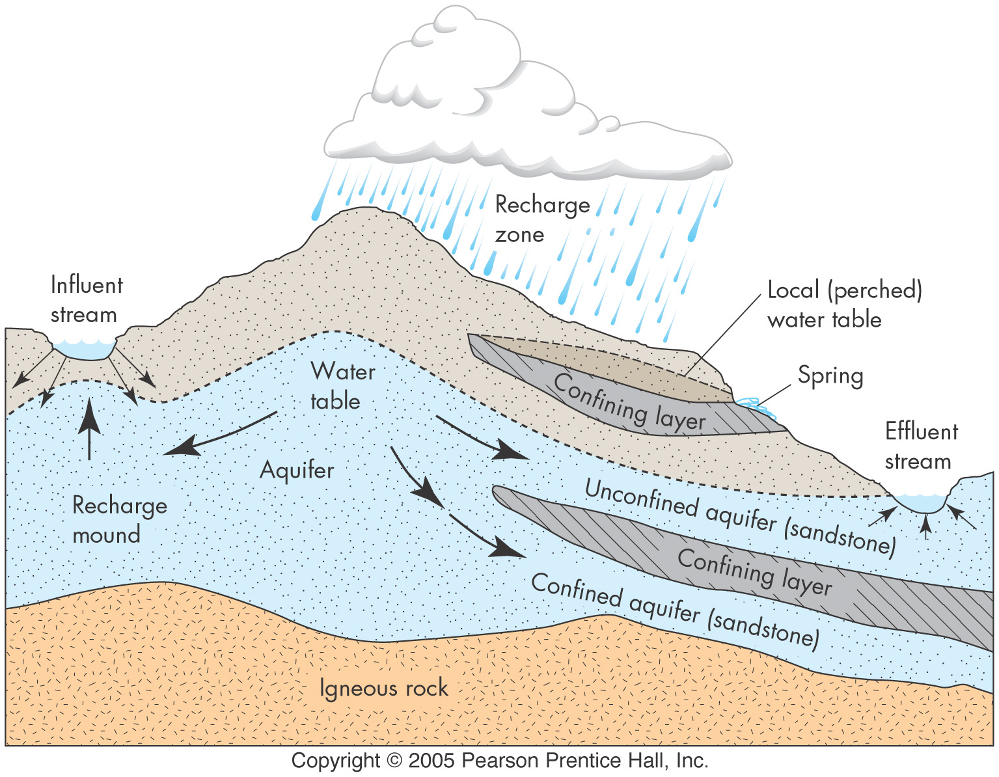 Recharge
zone
Influent
stream
Local (perched)
water table
Water
table
Spring
Confining layer
Effluent
stream
Aquifer
Recharge
mound
Unconfined aquifer (sandstone)
Confining layer
Confined aquifer (sandstone)
Igneous rock
Copyright © 2005 Pearson Prentice Hall, Inc.